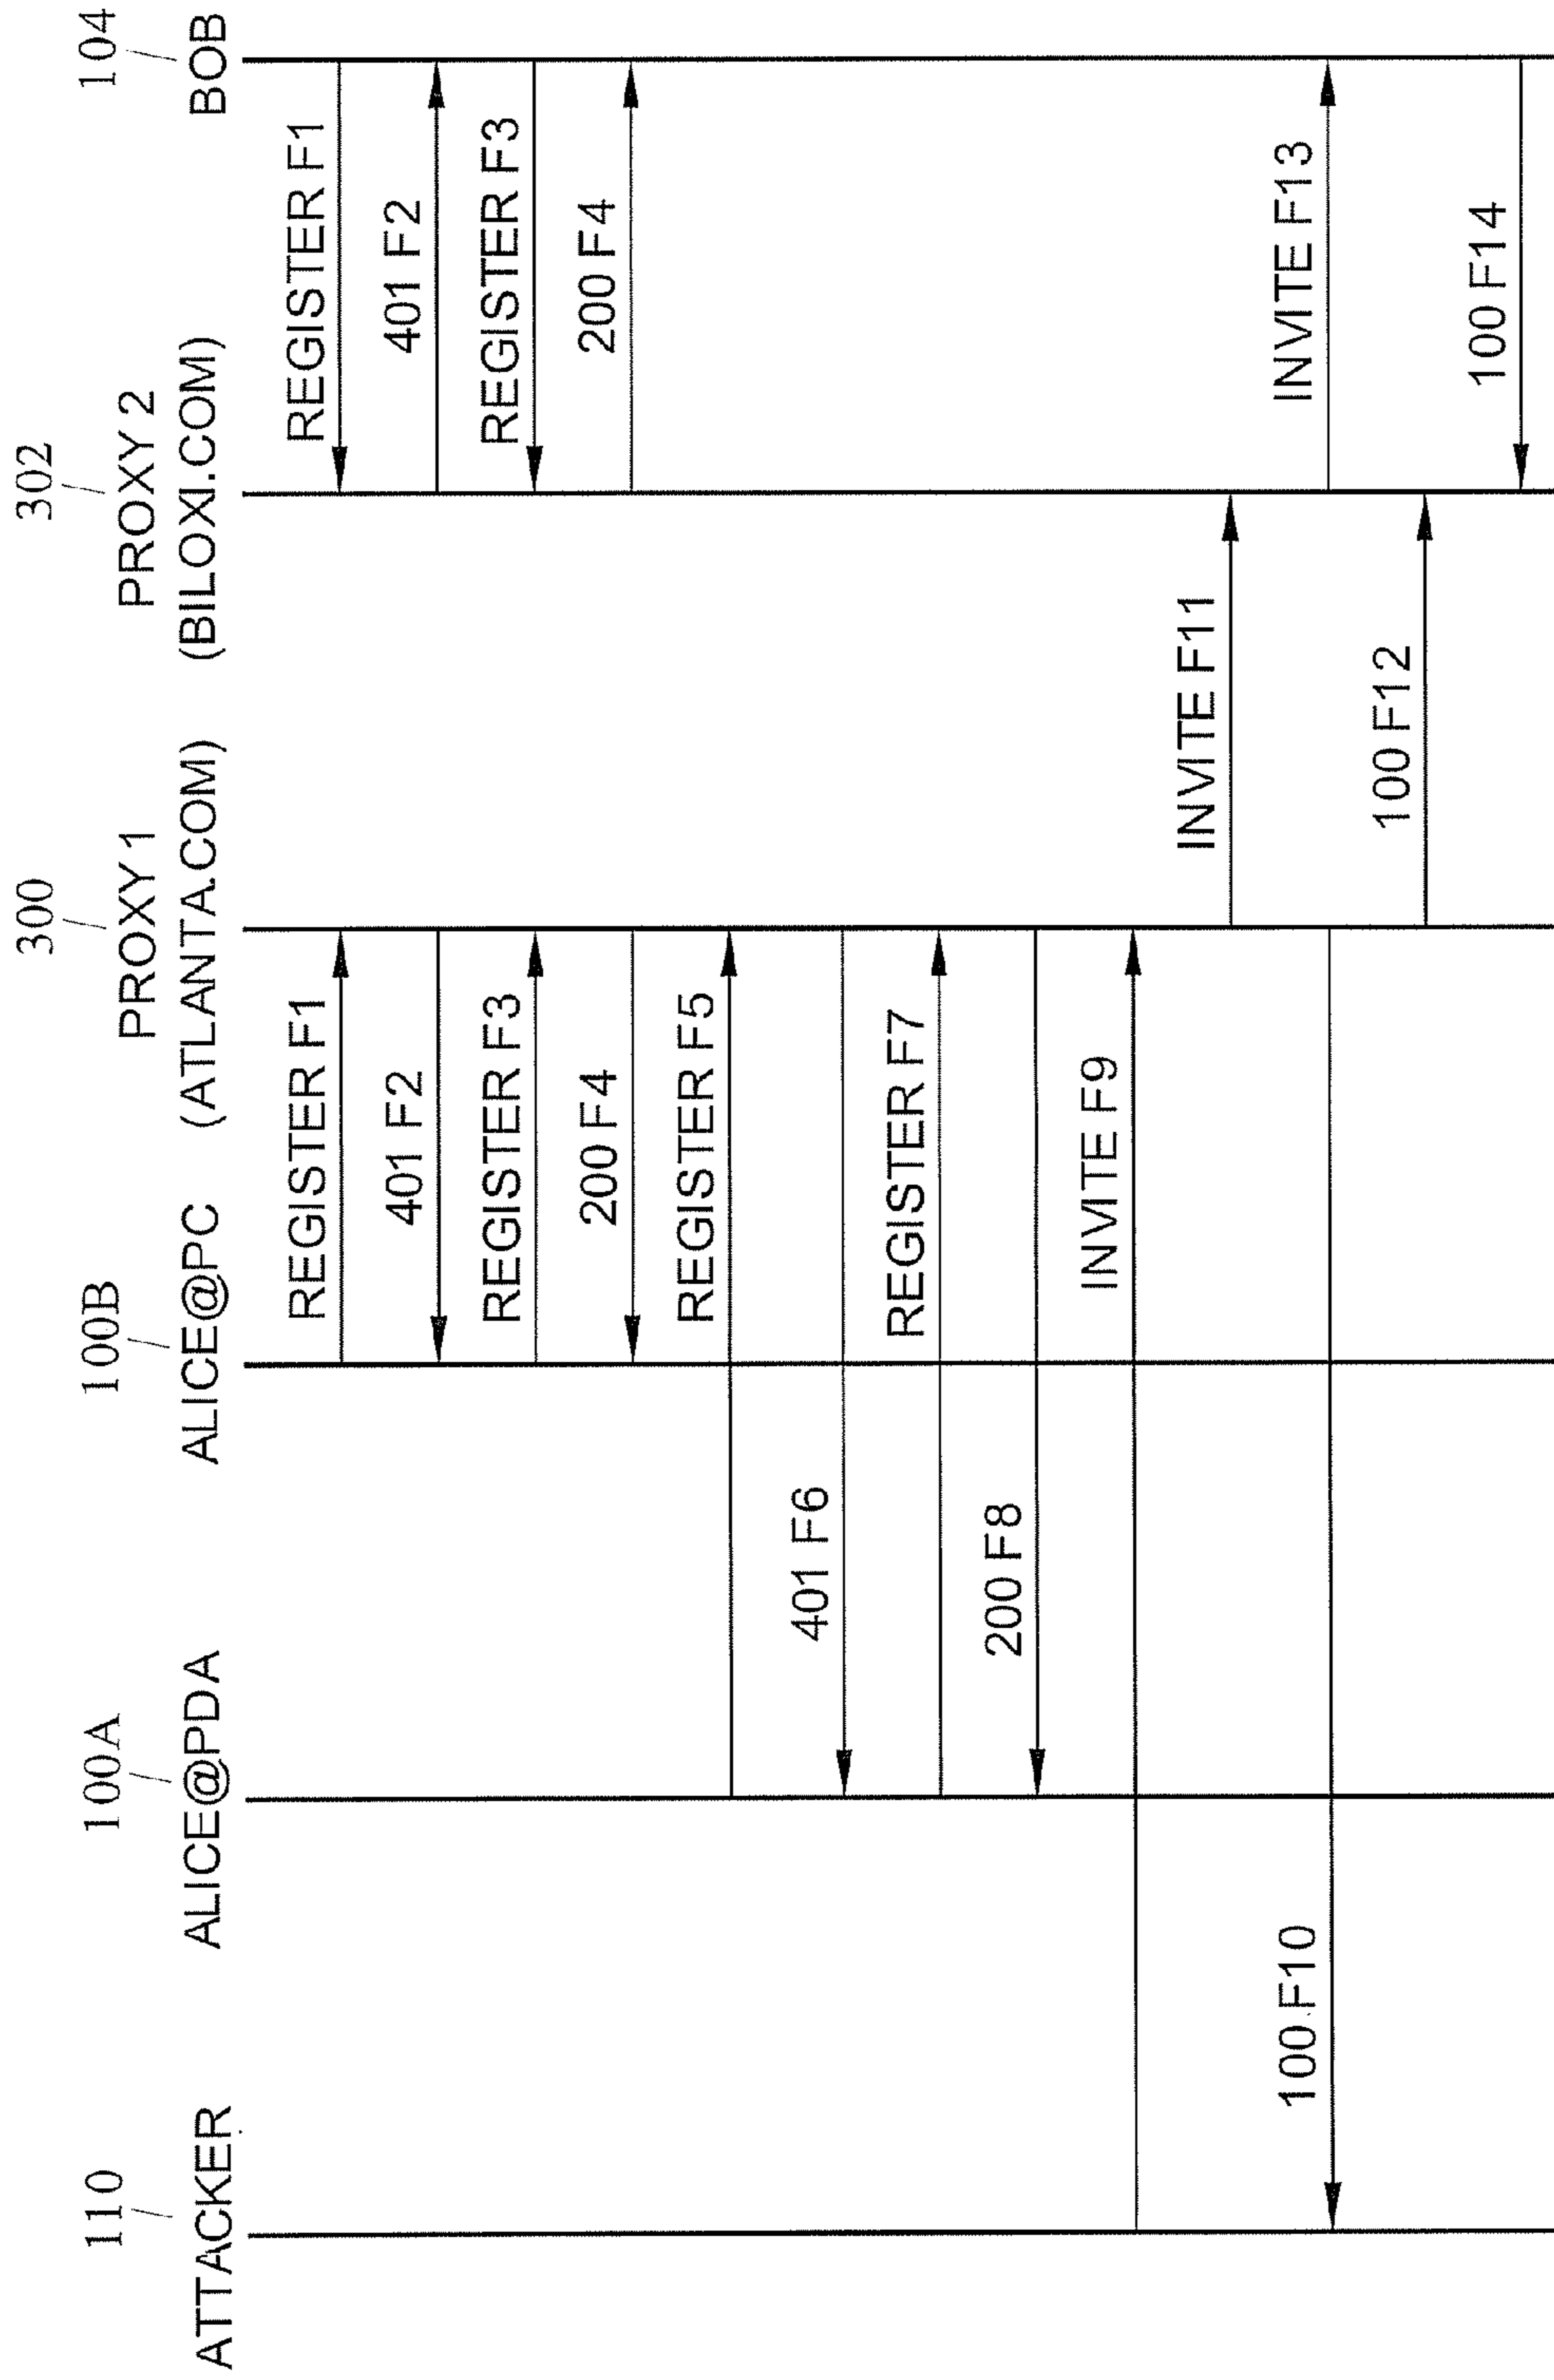 110
ATTACKER
100A
ALICE@PDA
100B
ALICE@PC
300
PROXY 1
(ATLANTA.COM)
302
PROXY 2
(BILOXI.COM)
104
BOB
REGISTER F1
REGISTER F1
401 F2
401 F2
REGISTER F3
REGISTER F3
200 F4
200 F4
REGISTER F5
401 F6
REGISTER F7
200 F8
INVITE F9
INVITE F11
100 F10
INVITE F13
100 F12
100 F14